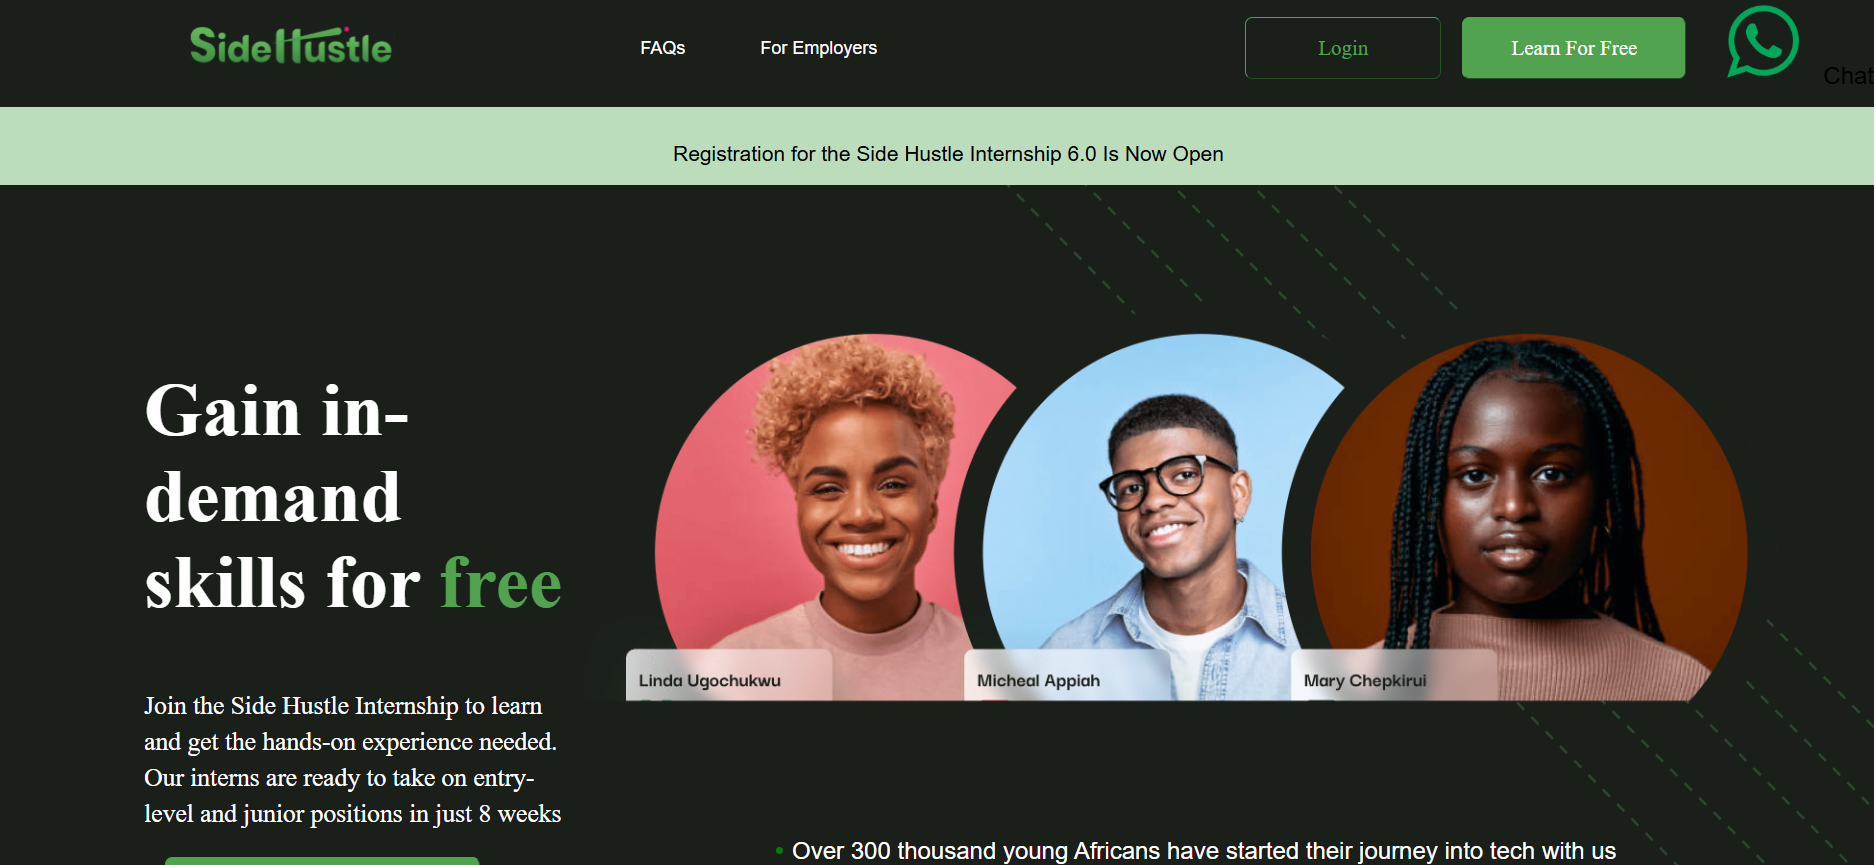 SideHustle
FAQs
For Employers
Login
Learn For Free
Chat
Registration for the Side Hustle Internship 6.0 Is Now Open
Gain in-
demand
skills for free
Linda Ugochukwu
Micheal Appiah
Mary Chepkirui
Join the Side Hustle Internship to learn
and get the hands-on experience needed.
Our interns are ready to take on entry-
level and junior positions in just 8 weeks
Over 300 thousand young Africans have started their journey into tech with us